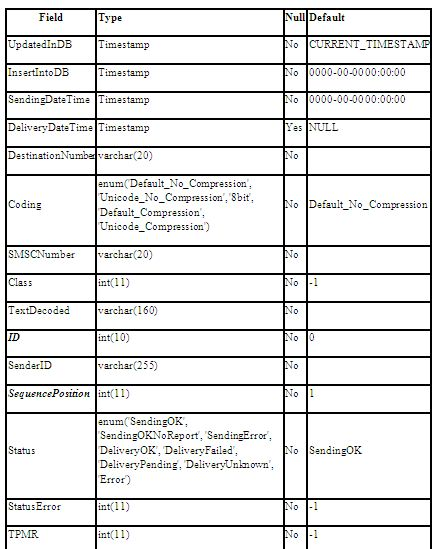 Field Type Null Default
UpdatedInDB Timestamp No CURRENT_TIMESTAMP
InsertIntoDB Timestamp No 0000-00-0000:00:00
SendingDateTime Timestamp No 0000-00-0000:00:00
DeliveryDateTime Timestamp Yes NULL
DestinationNumber varchar(20) No
enum('Default_No_Compression',
'Unicode_No_Compression', '8bit',
Coding No Default_No_Compression
'Default_Compression',
'Unicode_Compression')
SMSCNumber varchar(20) No
Class int(11) No -1
TextDecoded varchar(160) No
ID int(10) No 0
SenderID varchar(255) No
SequencePosition int(11) No 1
enum('SendingOK',
'SendingOKNoReport', 'SendingError',
Status 'DeliveryOK', 'DeliveryFailed', No SendingOK
'DeliveryPending', 'DeliveryUnknown',
'Error')
StatusError int(11) No -1
TPMR int(11) No -1